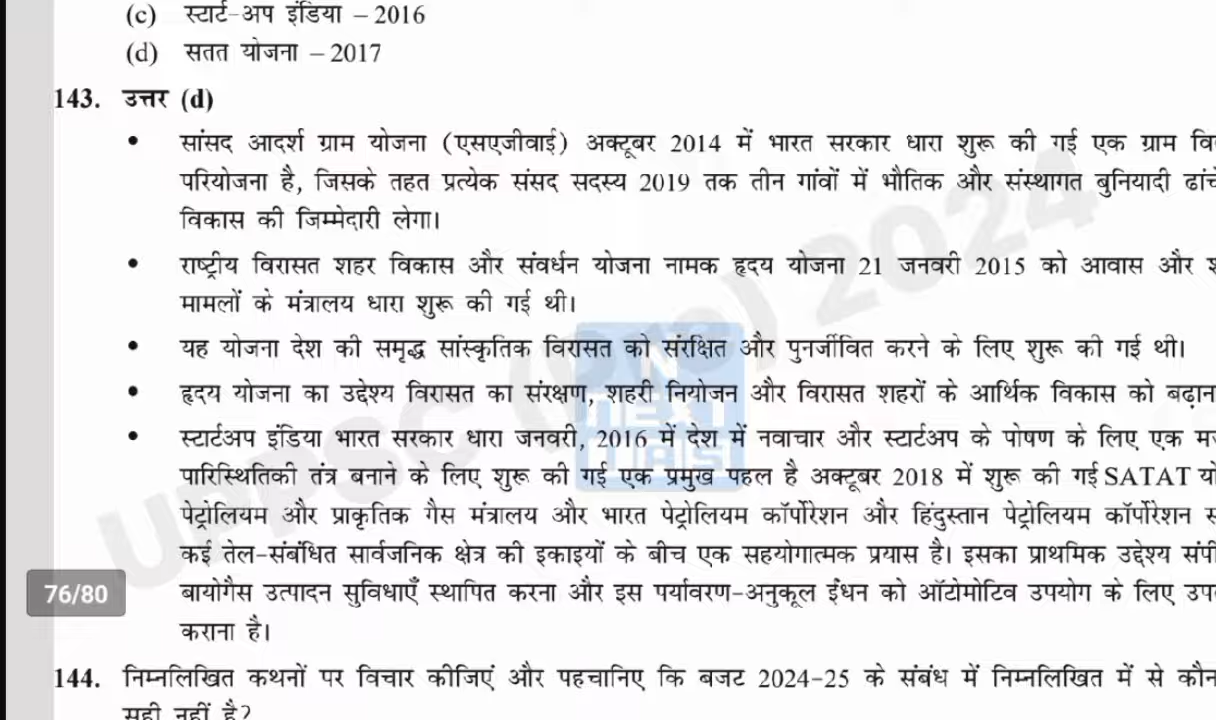 (c) स्टार्ट-अप इंडिया – 2016
(d) सतत योजना – 2017
143. उत्तर (d)
• सांसद आदर्श ग्राम योजना (एसएजीवाई) अक्टूबर 2014 में भारत सरकार धारा शुरू की गई एक ग्राम
परियोजना है, जिसके तहत प्रत्येक संसद सदस्य 2019 तक तीन गांवों में भौतिक और संस्थागत बुनियादी
विकास की जिम्मेदारी लेगा।
• राष्ट्रीय विरासत शहर विकास और संवर्धन योजना नामक हृदय योजना 21 जनवरी 2015 को आवास और
मामलों के मंत्रालय धारा शुरू की गई थी।
• यह योजना देश की समृद्ध सांस्कृतिक विरासत को संरक्षित और पुनर्जीवित करने के लिए शुरू की गई थी।
• हृदय योजना का उद्देश्य विरासत का संरक्षण, शहरी नियोजन और विरासत शहरों के आर्थिक विकास को
• स्टार्टअप इंडिया भारत सरकार धारा जनवरी, 2016 में देश में नवाचार और स्टार्टअप के पोषण के लिए एक
पारिस्थितिकी तंत्र बनाने के लिए शुरू की गई एक प्रमुख पहल है अक्टूबर 2018 में शुरू की गई SATAT
पेट्रोलियम और प्राकृतिक गैस मंत्रालय और भारत पेट्रोलियम कॉर्पोरेशन और हिंदुस्तान पेट्रोलियम कॉर्पोरेशन
कई तेल-संबंधित सार्वजनिक क्षेत्र की इकाइयों के बीच एक सहयोगात्मक प्रयास है। इसका प्राथमिक उद्देश्य
बायोगैस उत्पादन सुविधाएँ स्थापित करना और इस पर्यावरण-अनुकूल ईंधन को ऑटोमोटिव उपयोग के लिए
कराना है।
144. निम्नलिखित कथनों पर विचार कीजिएं और पहचानिए कि बजट 2024-25 के संबंध में निम्नलिखित में से
सही नहीं है?
76/80
UPPSC (Pre) 2024
N
NEXT
IAS